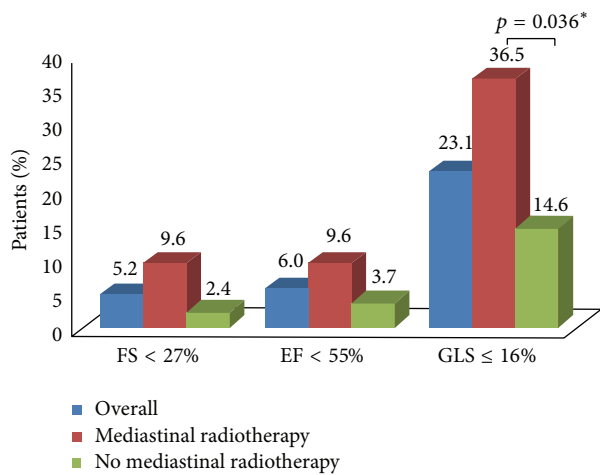 p = 0.036*
40
35
30
25
20
15
10
5
0
Patients (%)
5.2
9.6
2.4
6.0
9.6
3.7
23.1
36.5
14.6
FS < 27%
EF < 55%
GLS ≤ 16%
Overall
Mediastinal radiotherapy
No mediastinal radiotherapy